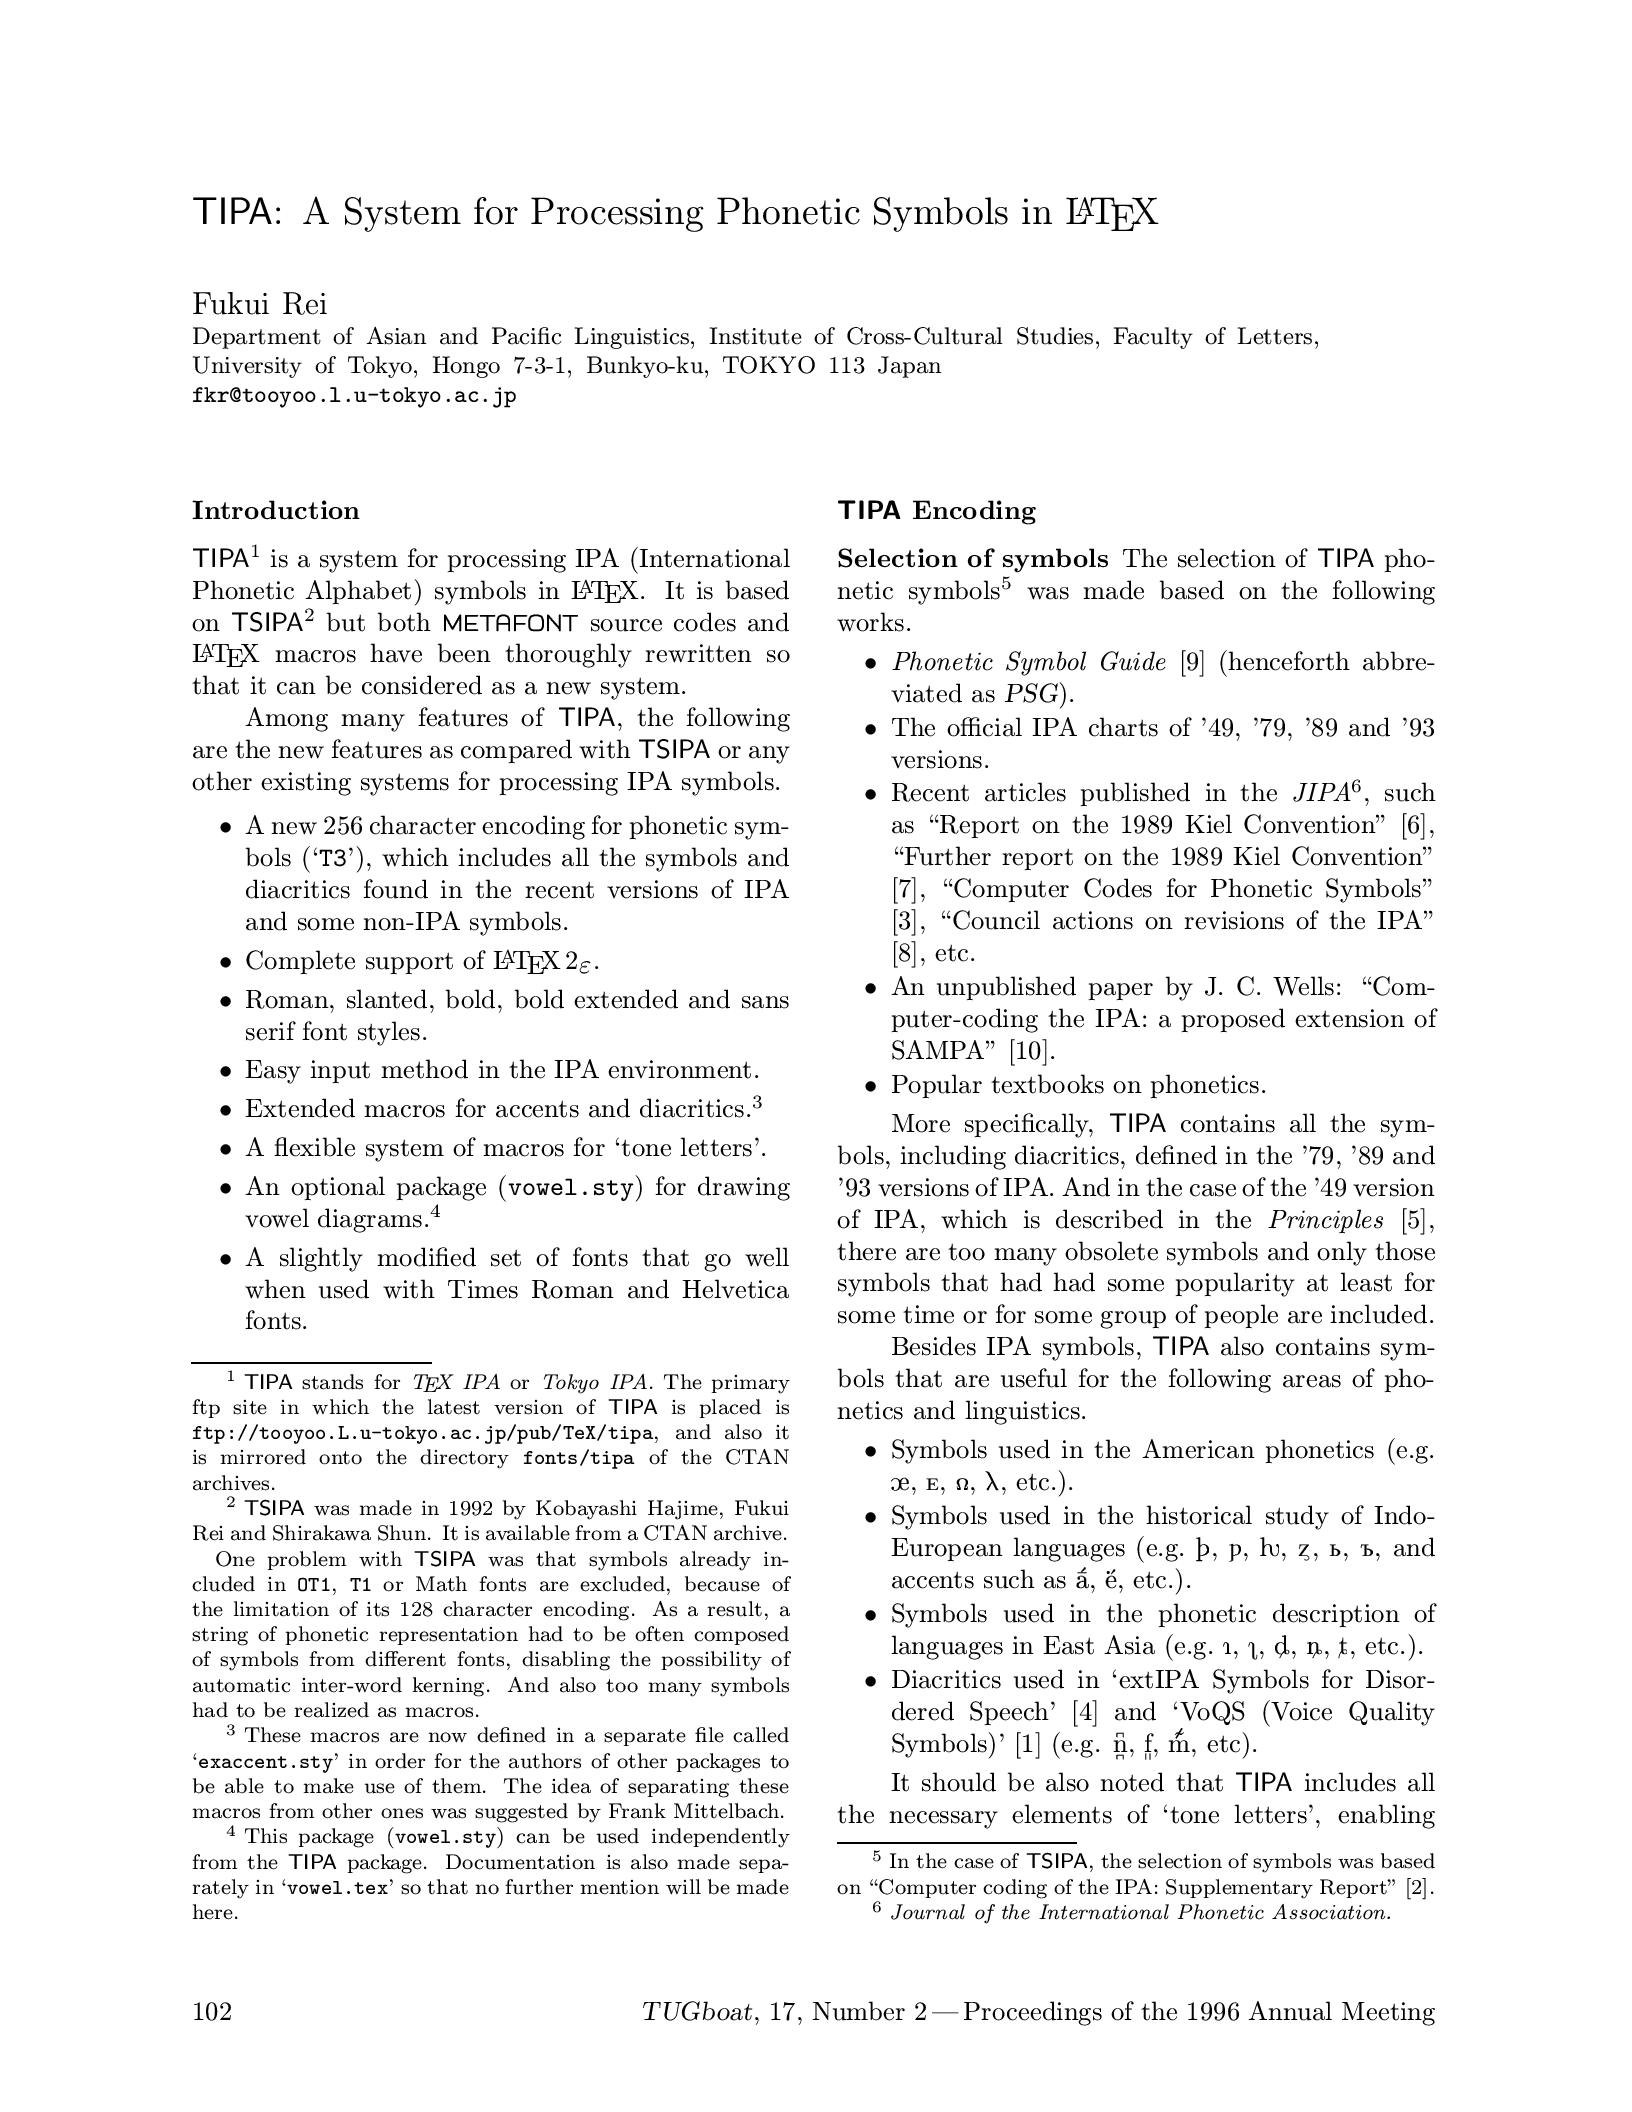 TIPA: A System for Processing Phonetic Symbols in LATEX
Fukui Rei
Department of Asian and Pacific Linguistics, Institute of Cross-Cultural Studies, Faculty of Letters,
University of Tokyo, Hongo 7-3-1, Bunkyo-ku, TOKYO 113 Japan
fkr@tooyoo.l.u-tokyo.ac.jp
Introduction
TIPA¹ is a system for processing IPA (International
Phonetic Alphabet) symbols in LATEX. It is based
on TSIPA² but both METAFONT source codes and
LATEX macros have been thoroughly rewritten so
that it can be considered as a new system.
Among many features of TIPA, the following
are the new features as compared with TSIPA or any
other existing systems for processing IPA symbols.
• A new 256 character encoding for phonetic sym-
bols (‘T3’), which includes all the symbols and
diacritics found in the recent versions of IPA
and some non-IPA symbols.
• Complete support of LATEX 2ε.
• Roman, slanted, bold, bold extended and sans
serif font styles.
• Easy input method in the IPA environment.
• Extended macros for accents and diacritics.³
• A flexible system of macros for ‘tone letters’.
• An optional package (vowel.sty) for drawing
vowel diagrams.⁴
• A slightly modified set of fonts that go well
when used with Times Roman and Helvetica
fonts.
¹ TIPA stands for TEX IPA or Tokyo IPA. The primary
ftp site in which the latest version of TIPA is placed is
ftp://tooyoo.L.u-tokyo.ac.jp/pub/TeX/tipa, and also it
is mirrored onto the directory fonts/tipa of the CTAN
archives.
² TSIPA was made in 1992 by Kobayashi Hajime, Fukui
Rei and Shirakawa Shun. It is available from a CTAN archive.
One problem with TSIPA was that symbols already in-
cluded in OT1, T1 or Math fonts are excluded, because of
the limitation of its 128 character encoding. As a result, a
string of phonetic representation had to be often composed
of symbols from different fonts, disabling the possibility of
automatic inter-word kerning. And also too many symbols
had to be realized as macros.
³ These macros are now defined in a separate file called
‘exaccent.sty’ in order for the authors of other packages to
be able to make use of them. The idea of separating these
macros from other ones was suggested by Frank Mittelbach.
⁴ This package (vowel.sty) can be used independently
from the TIPA package. Documentation is also made sepa-
rately in ‘vowel.tex’ so that no further mention will be made
here.
TIPA Encoding
Selection of symbols The selection of TIPA pho-
netic symbols⁵ was made based on the following
works.
• Phonetic Symbol Guide [9] (henceforth abbre-
viated as PSG).
• The official IPA charts of ’49, ’79, ’89 and ’93
versions.
• Recent articles published in the JIPA⁶, such
as “Report on the 1989 Kiel Convention” [6],
“Further report on the 1989 Kiel Convention”
[7], “Computer Codes for Phonetic Symbols”
[3], “Council actions on revisions of the IPA”
[8], etc.
• An unpublished paper by J. C. Wells: “Com-
puter-coding the IPA: a proposed extension of
SAMPA” [10].
• Popular textbooks on phonetics.
More specifically, TIPA contains all the sym-
bols, including diacritics, defined in the ’79, ’89 and
’93 versions of IPA. And in the case of the ’49 version
of IPA, which is described in the Principles [5],
there are too many obsolete symbols and only those
symbols that had had some popularity at least for
some time or for some group of people are included.
Besides IPA symbols, TIPA also contains sym-
bols that are useful for the following areas of pho-
netics and linguistics.
• Symbols used in the American phonetics (e.g.
æ, ᴇ, ɷ, λ, etc.).
• Symbols used in the historical study of Indo-
European languages (e.g. þ, ƿ, ƕ, ȥ, ь, ъ, and
accents such as ā́, ĕ́, etc.).
• Symbols used in the phonetic description of
languages in East Asia (e.g. ɿ, ʅ, ȡ, ȵ, ȶ, etc.).
• Diacritics used in ‘extIPA Symbols for Disor-
dered Speech’ [4] and ‘VoQS (Voice Quality
Symbols)’ [1] (e.g. n̪͆, f͈, m͊, etc).
It should be also noted that TIPA includes all
the necessary elements of ‘tone letters’, enabling
⁵ In the case of TSIPA, the selection of symbols was based
on “Computer coding of the IPA: Supplementary Report” [2].
⁶ Journal of the International Phonetic Association.
102
TUGboat, 17, Number 2 — Proceedings of the 1996 Annual Meeting